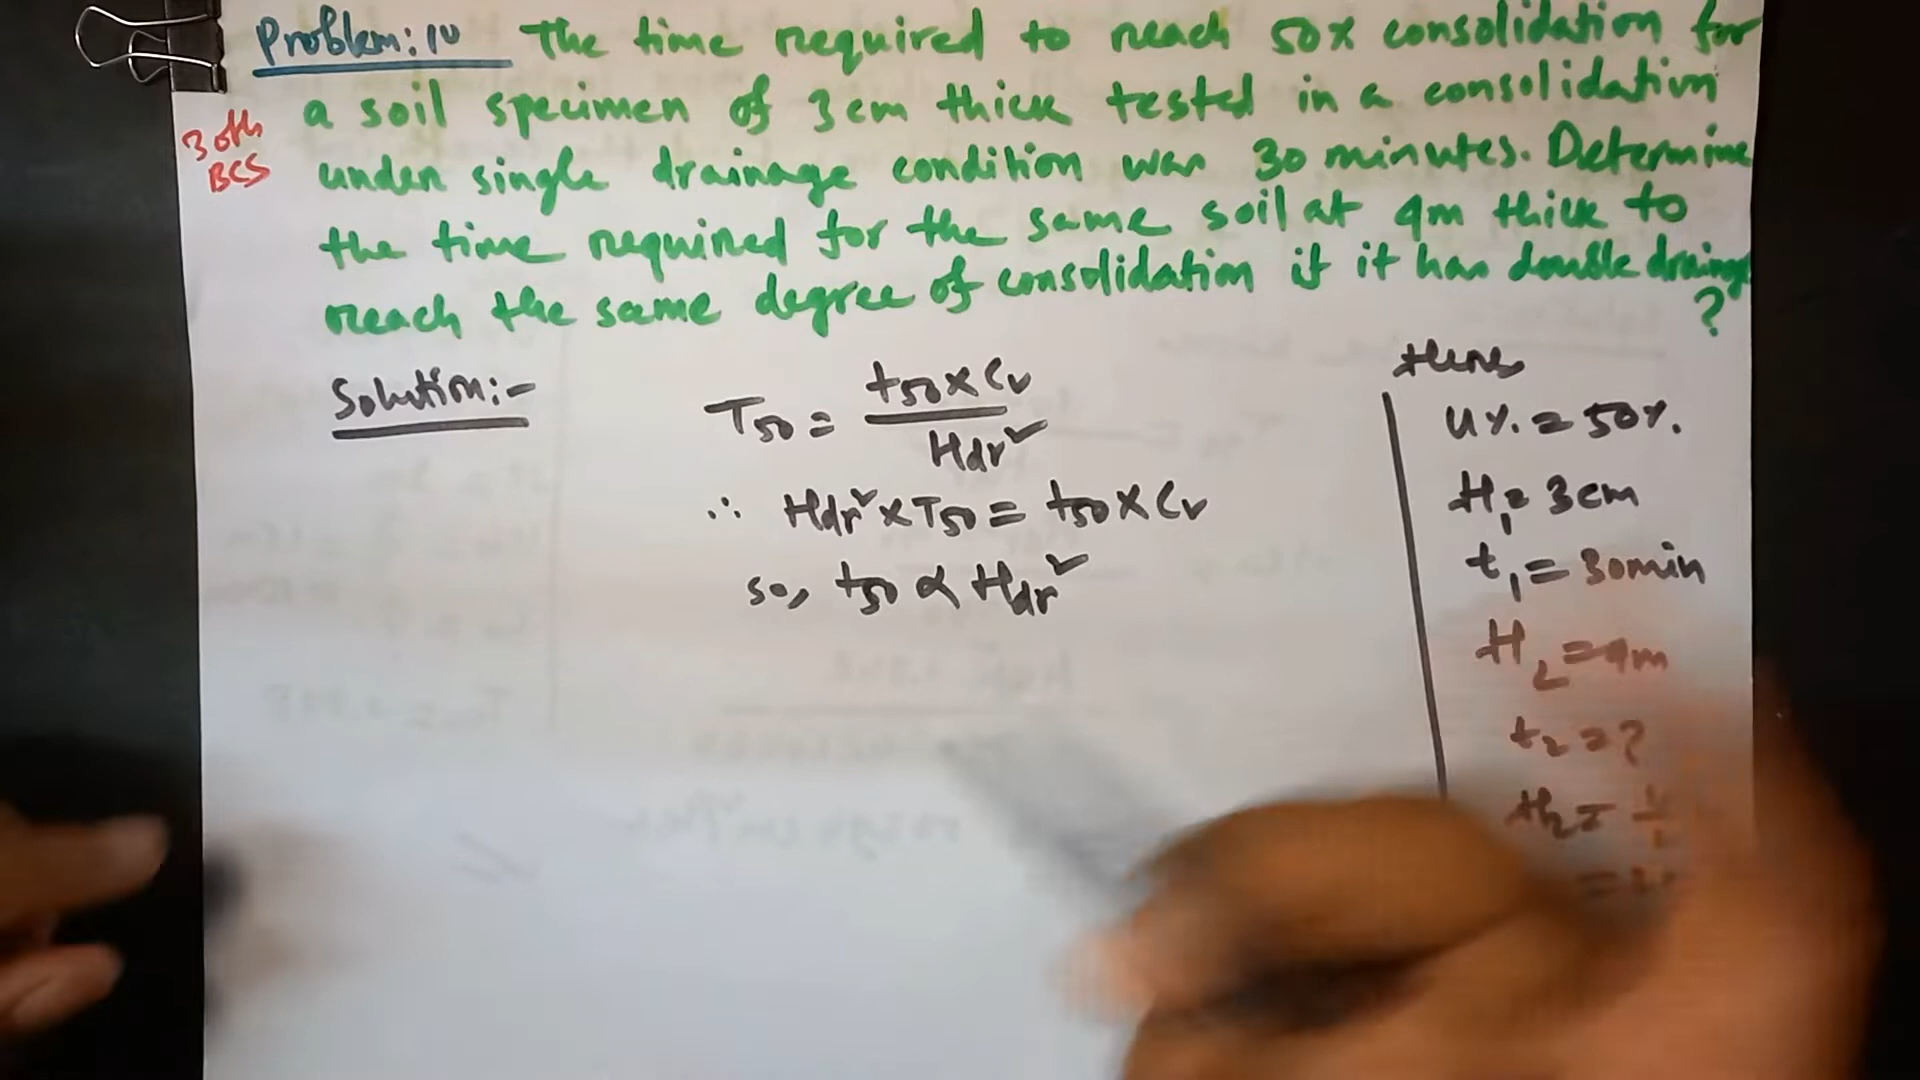 Problem: 10 The time required to reach 50% consolidation for
30th
BCS
a soil specimen of 3cm thick tested in a consolidation
under single drainage condition was 30 minutes. Determine
the time required for the same soil at 4m thick to
reach the same degree of consolidation if it has double drainage
?
Solution:-
T50 = t50 × Cv / Hdr²
∴ Hdr² × T50 = t50 × Cv
so, t50 ∝ Hdr²
Here
U% = 50%.
H1 = 3cm
t1 = 30min
H2 = 4m
t2 = ?